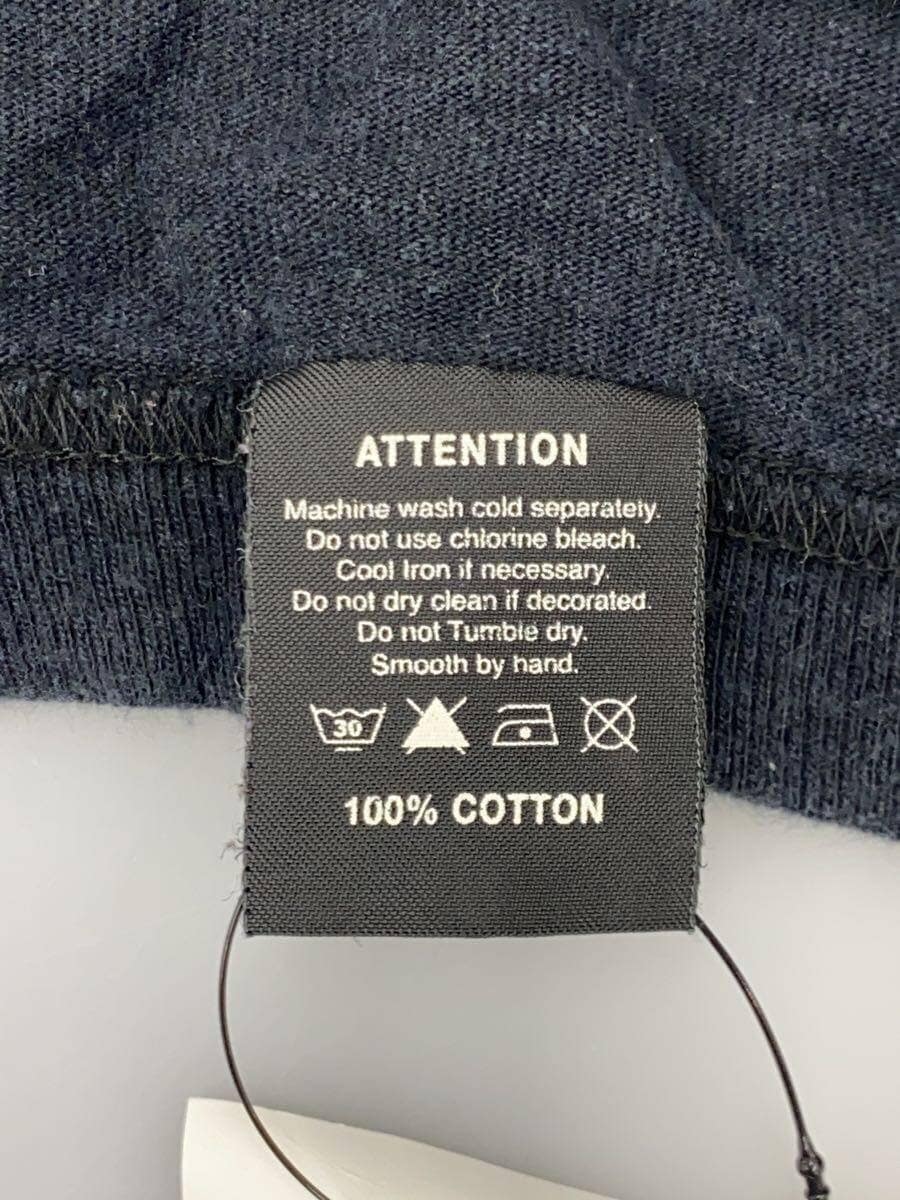 ATTENTION
Machine wash cold separately.
Do not use chlorine bleach.
Cool Iron if necessary.
Do not dry clean if decorated.
Do not Tumble dry.
Smooth by hand.
30
100% COTTON